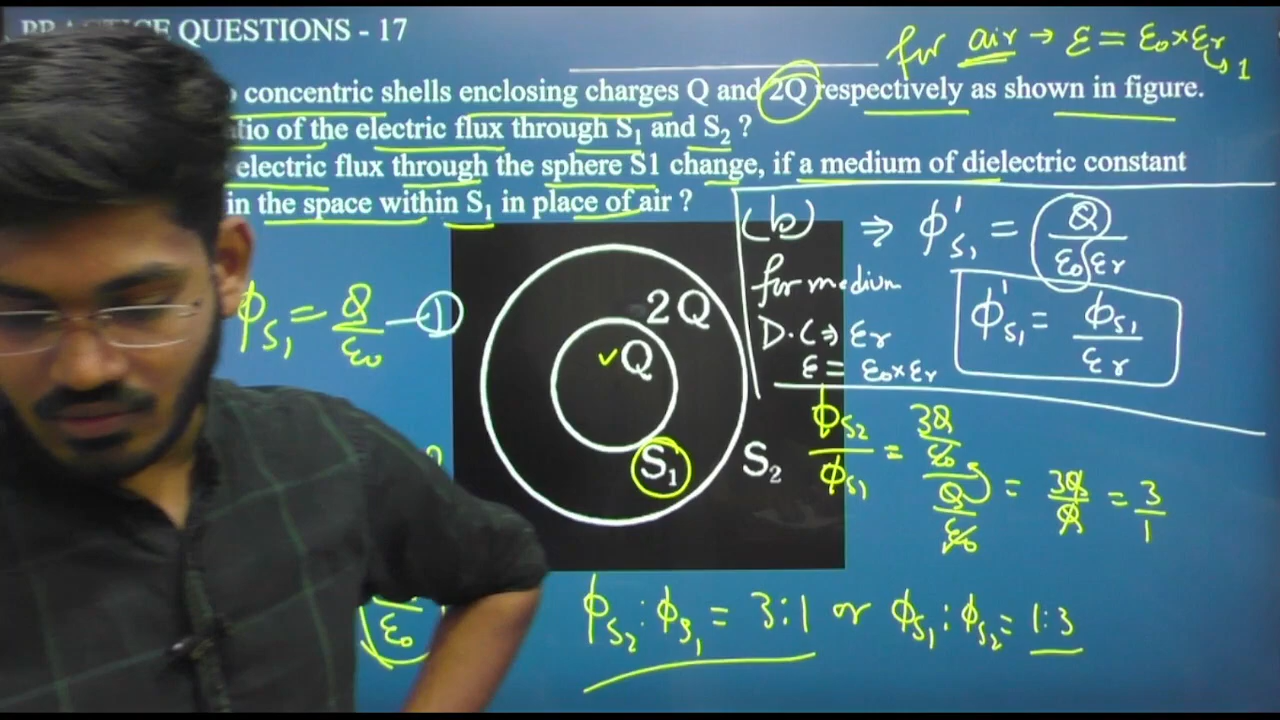 QUESTIONS - 17
for air → ε = ε₀×εr
↳ 1
concentric shells enclosing charges Q and 2Q respectively as shown in figure.
tio of the electric flux through S₁ and S₂ ?
electric flux through the sphere S1 change, if a medium of dielectric constant
in the space within S₁ in place of air ?
(b) ⇒ ϕ'S₁ = Q/ε₀εr
for medium
D.C ⇒ εr
ε = ε₀×εr
ϕ'S₁ = ϕS₁/εr
ϕS₁ = Q/ε₀ —①
2Q
✓Q
S₁
S₂
ϕS₂/ϕS₁ = (3Q/ε₀)/(Q/ε₀) = 3Q/Q = 3/1
ε₀
ϕS₂ : ϕS₁ = 3:1 or ϕS₁ : ϕS₂ = 1:3